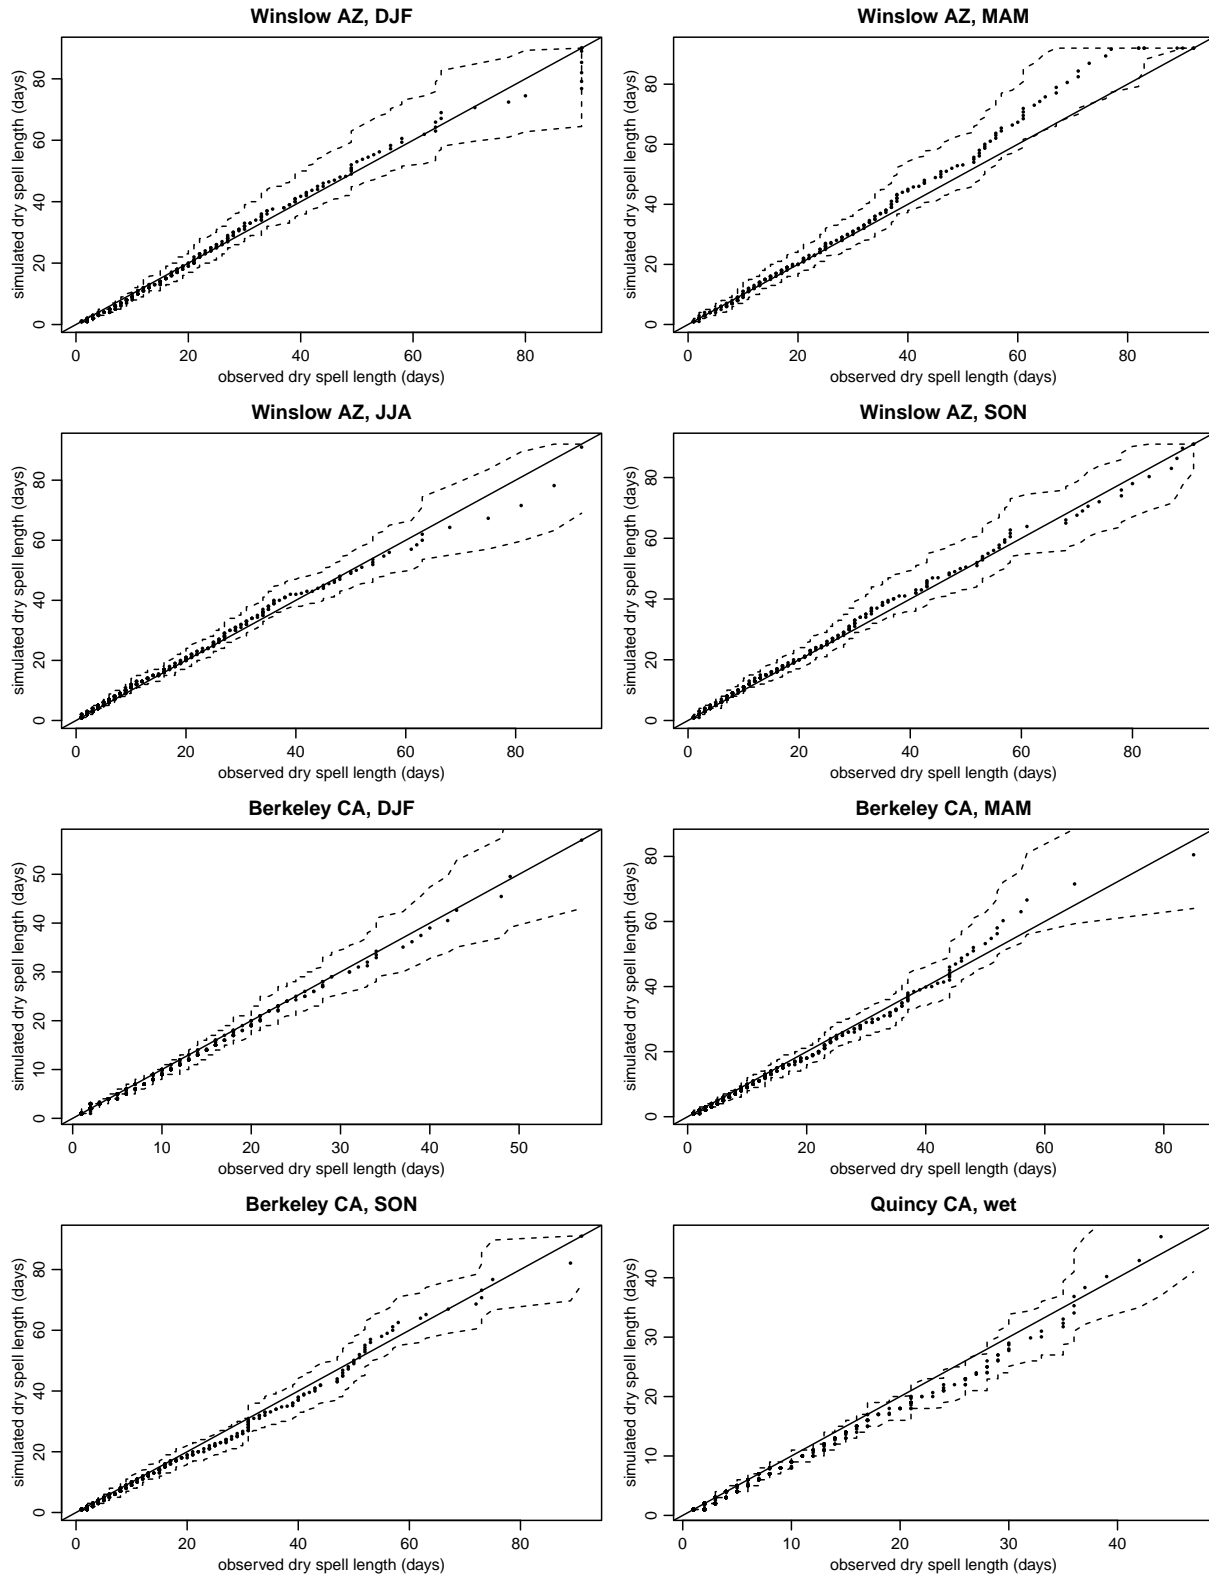 Winslow AZ, DJF
simulated dry spell length (days)
80
60
40
20
0
0 20 40 60 80
observed dry spell length (days)
Winslow AZ, MAM
simulated dry spell length (days)
80
60
40
20
0
0 20 40 60 80
observed dry spell length (days)
Winslow AZ, JJA
simulated dry spell length (days)
80
60
40
20
0
0 20 40 60 80
observed dry spell length (days)
Winslow AZ, SON
simulated dry spell length (days)
80
60
40
20
0
0 20 40 60 80
observed dry spell length (days)
Berkeley CA, DJF
simulated dry spell length (days)
50
40
30
20
10
0
0 10 20 30 40 50
observed dry spell length (days)
Berkeley CA, MAM
simulated dry spell length (days)
80
60
40
20
0
0 20 40 60 80
observed dry spell length (days)
Berkeley CA, SON
simulated dry spell length (days)
80
60
40
20
0
0 20 40 60 80
observed dry spell length (days)
Quincy CA, wet
simulated dry spell length (days)
40
30
20
10
0
0 10 20 30 40
observed dry spell length (days)